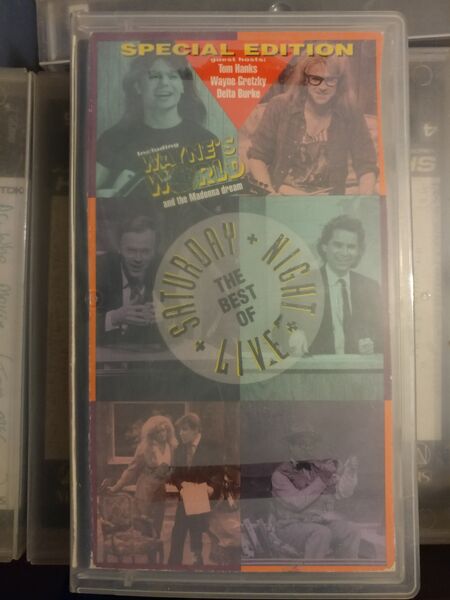 SPECIAL EDITION
guest hosts:
Tom Hanks
Wayne Gretzky
Delta Burke
including
WAYNE'S
WORLD
and the Madonna dream
SATURDAY NIGHT
THE
BEST
OF
LIVE
4